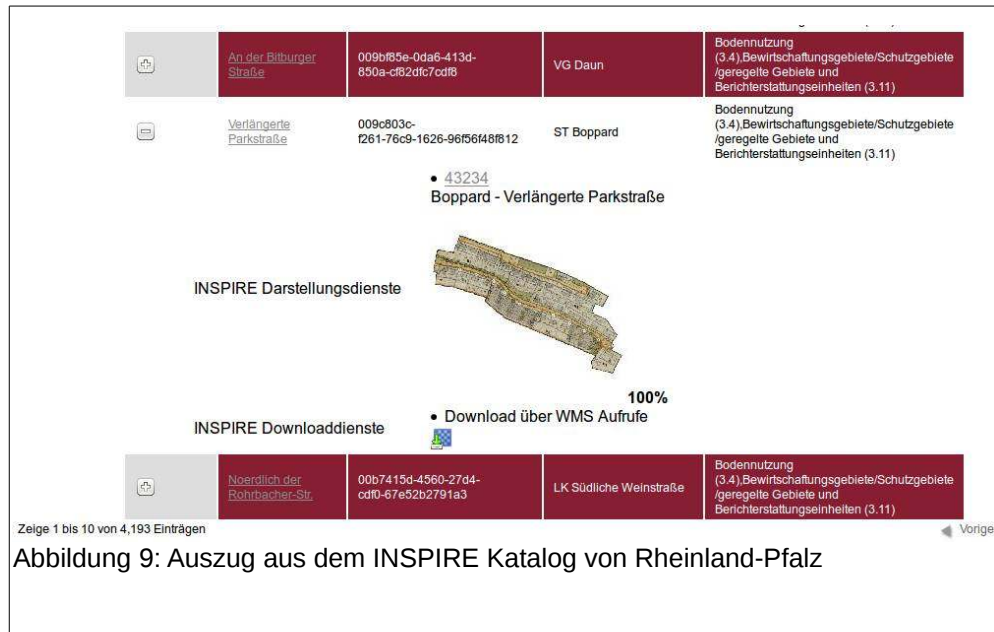 An der Bitburger
Straße
009bf85e-0da6-413d-
850a-cf82dfc7cdf8
VG Daun
Bodennutzung
(3.4),Bewirtschaftungsgebiete/Schutzgebiete
/geregelte Gebiete und
Berichterstattungseinheiten (3.11)
Verlängerte
Parkstraße
009c803c-
f261-76c9-1626-96f56f48f812
ST Boppard
Bodennutzung
(3.4),Bewirtschaftungsgebiete/Schutzgebiete
/geregelte Gebiete und
Berichterstattungseinheiten (3.11)
• 43234
Boppard - Verlängerte Parkstraße
INSPIRE Darstellungsdienste
100%
INSPIRE Downloaddienste
• Download über WMS Aufrufe
Noerdlich der
Rohrbacher-Str.
00b7415d-4560-27d4-
cdf0-67e52b2791a3
LK Südliche Weinstraße
Bodennutzung
(3.4),Bewirtschaftungsgebiete/Schutzgebiete
/geregelte Gebiete und
Berichterstattungseinheiten (3.11)
Zeige 1 bis 10 von 4,193 Einträgen
Vorige
Abbildung 9: Auszug aus dem INSPIRE Katalog von Rheinland-Pfalz